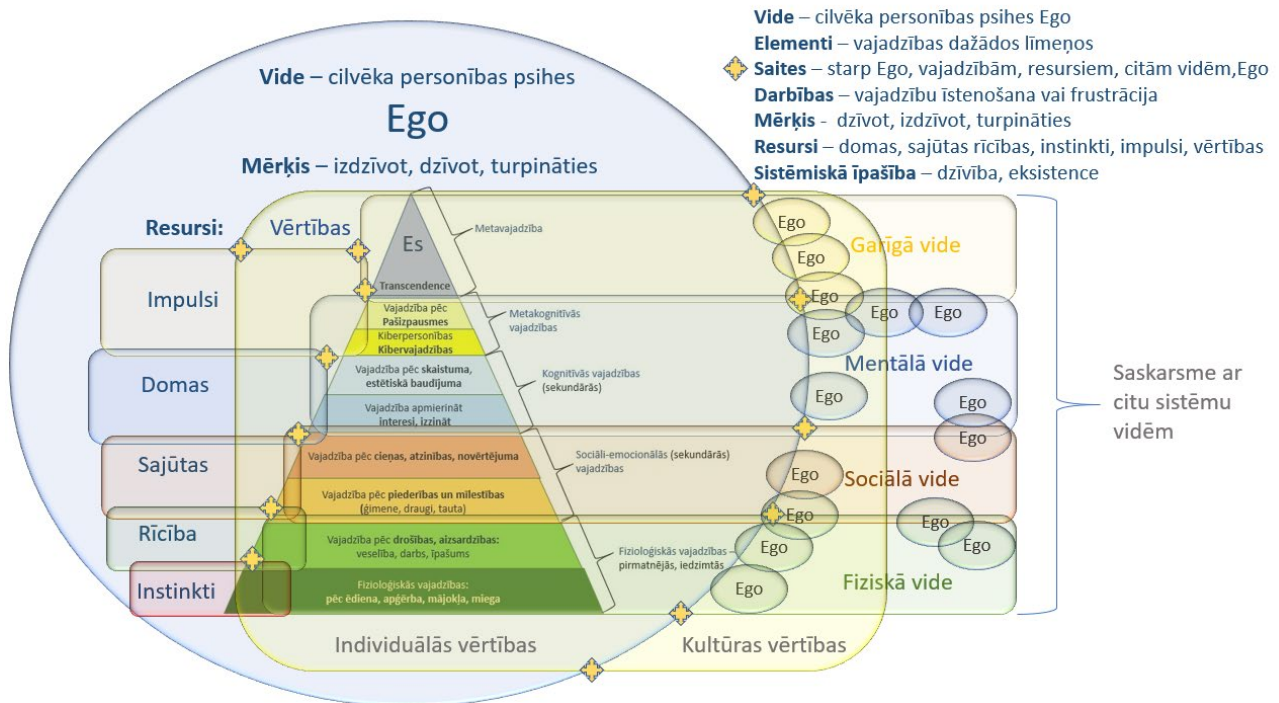 Vide – cilvēka personības psihes Ego
Elementi – vajadzības dažādos līmeņos
Saites – starp Ego, vajadzībām, resursiem, citām vidēm,Ego
Darbības – vajadzību īstenošana vai frustrācija
Mērķis - dzīvot, izdzīvot, turpināties
Resursi – domas, sajūtas rīcības, instinkti, impulsi, vērtības
Sistēmiskā īpašība – dzīvība, eksistence
Vide – cilvēka personības psihes
Ego
Mērķis – izdzīvot, dzīvot, turpināties
Resursi:
Vērtības
Impulsi
Domas
Sajūtas
Rīcība
Instinkti
Es
Transcendence
Vajadzība pēc
Pašizpausmes
Kiberpersonības
Kibervajadzības
Vajadzība pēc skaistuma,
estētiskā baudījuma
Vajadzība apmierināt
interesi, izzināt
Vajadzība pēc cieņas, atzinības, novērtējuma
Vajadzība pēc piederības un mīlestības
(ģimene, draugi, tauta)
Vajadzība pēc drošības, aizsardzības:
veselība, darbs, īpašums
Fizioloģiskās vajadzības:
pēc ēdiena, apģērba, mājokļa, miega
Metavajadzība
Metakognitīvās
vajadzības
Kognitīvās vajadzības
(sekundārās)
Sociāli-emocionālās (sekundārās)
vajadzības
Fizioloģiskās vajadzības –
pirmatnējās, iedzimtās
Ego
Ego
Ego
Garīgā vide
Ego
Ego
Ego
Mentālā vide
Ego
Ego
Ego
Ego
Sociālā vide
Ego
Ego
Ego
Ego
Ego
Fiziskā vide
Saskarsme ar
citu sistēmu
vidēm
Individuālās vērtības
Kultūras vērtības